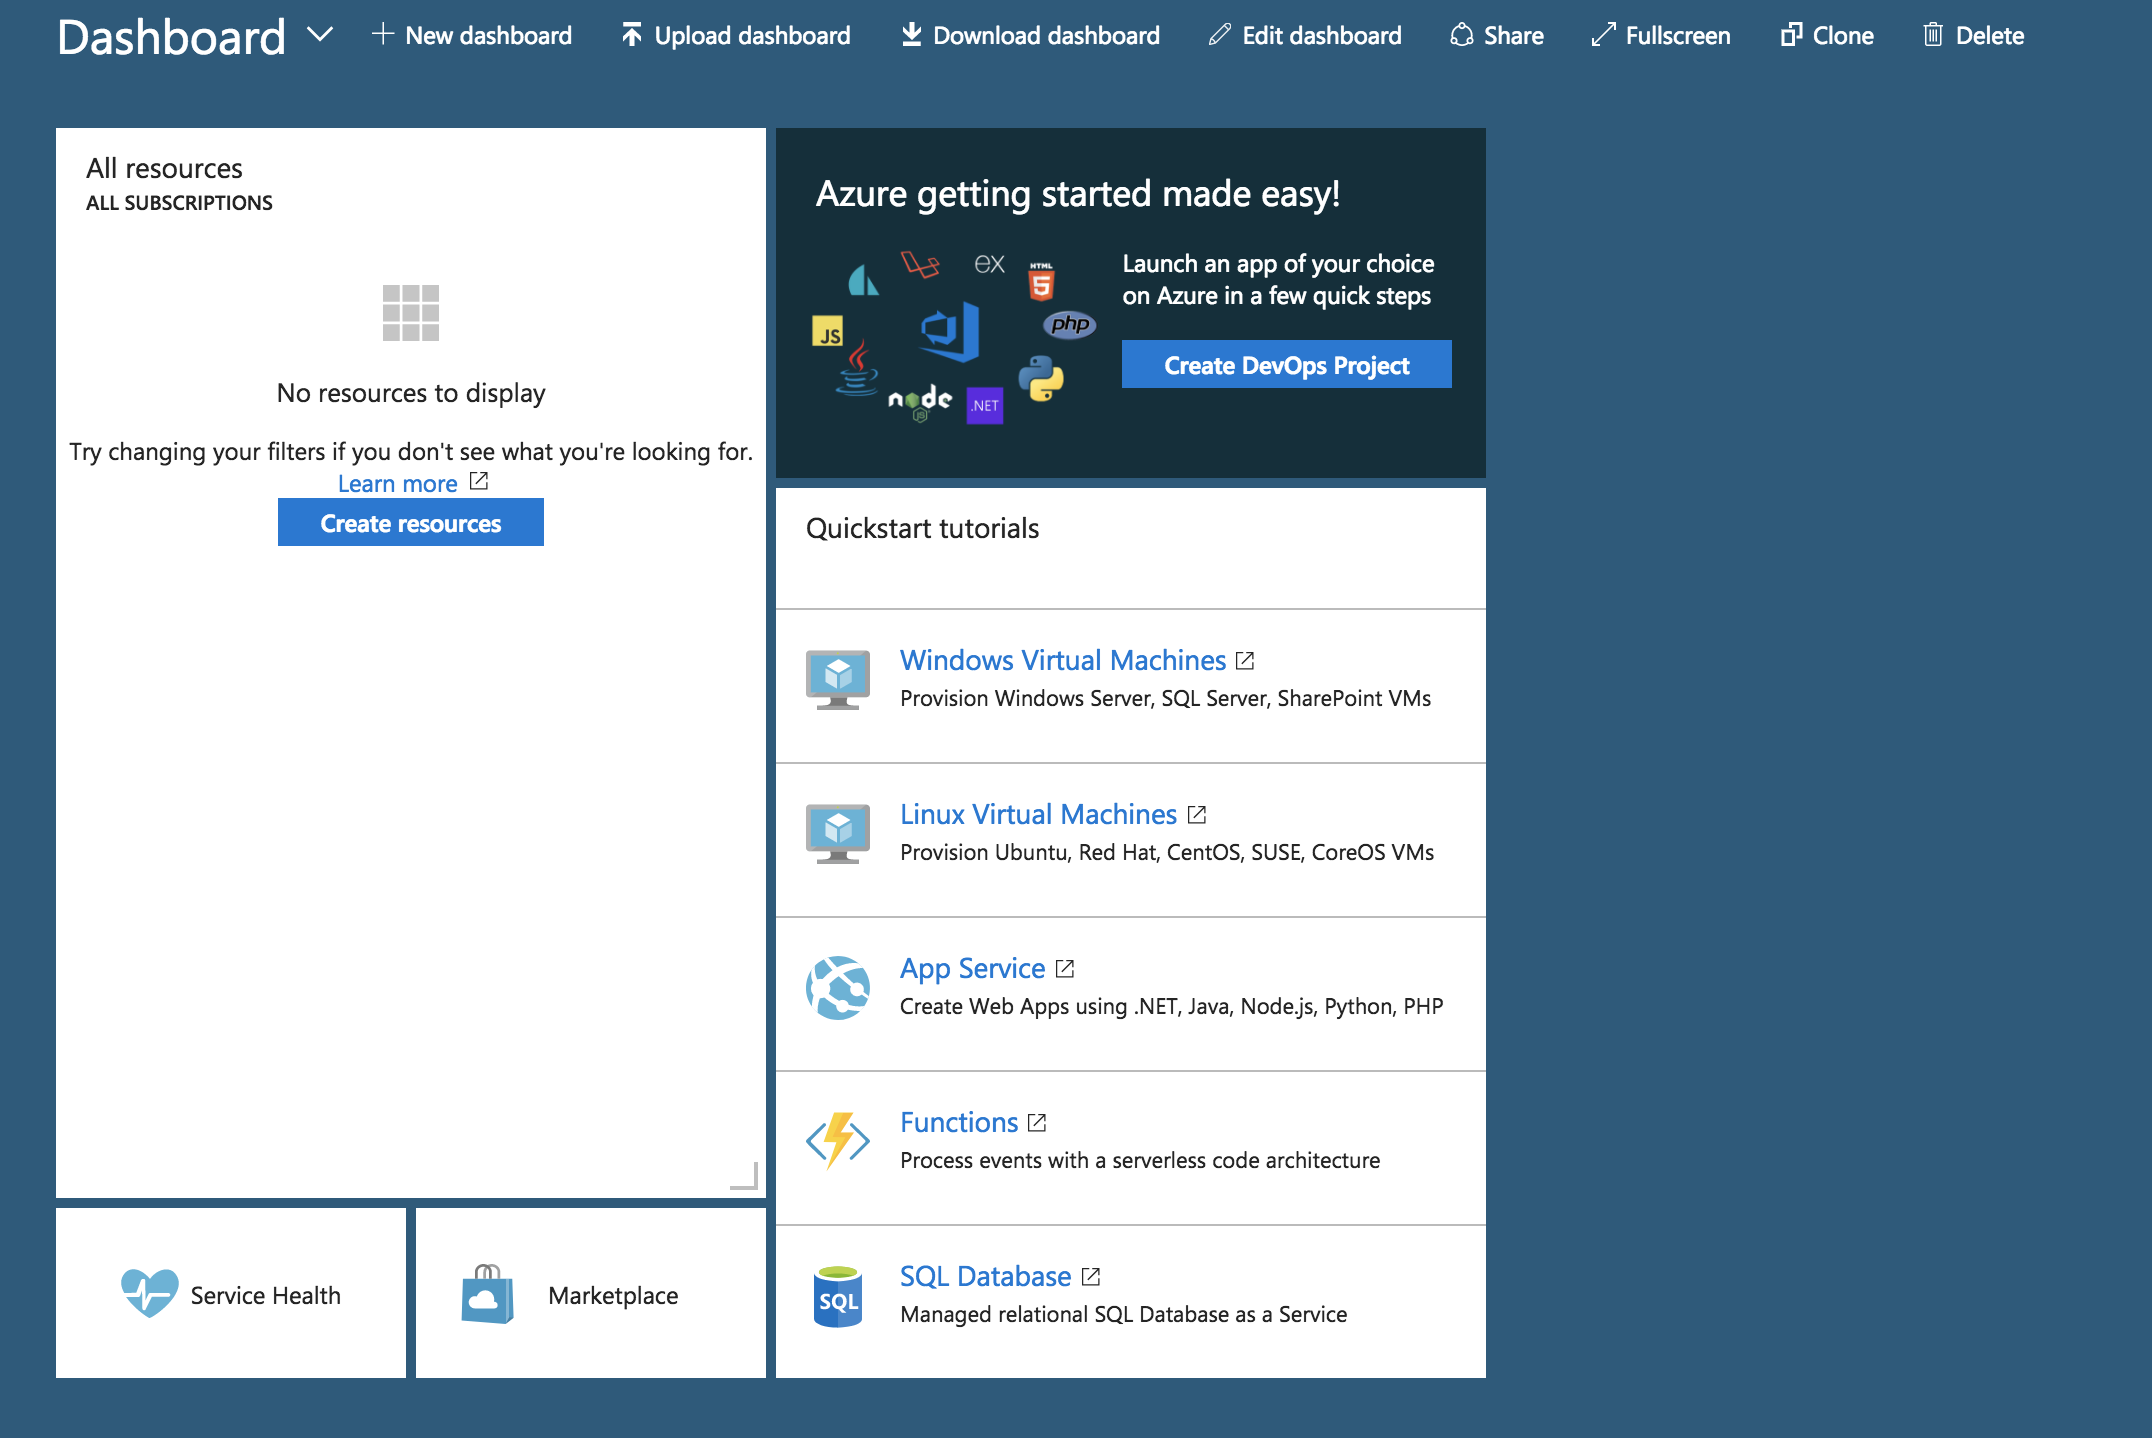 Dashboard
New dashboard
Upload dashboard
Download dashboard
Edit dashboard
Share
Fullscreen
Clone
Delete
All resources
ALL SUBSCRIPTIONS
No resources to display
Try changing your filters if you don't see what you're looking for.
Learn more
Create resources
Service Health
Marketplace
Azure getting started made easy!
ex
HTML
5
JS
php
node
JS
.NET
Launch an app of your choice
on Azure in a few quick steps
Create DevOps Project
Quickstart tutorials
Windows Virtual Machines
Provision Windows Server, SQL Server, SharePoint VMs
Linux Virtual Machines
Provision Ubuntu, Red Hat, CentOS, SUSE, CoreOS VMs
App Service
Create Web Apps using .NET, Java, Node.js, Python, PHP
Functions
Process events with a serverless code architecture
SQL
SQL Database
Managed relational SQL Database as a Service